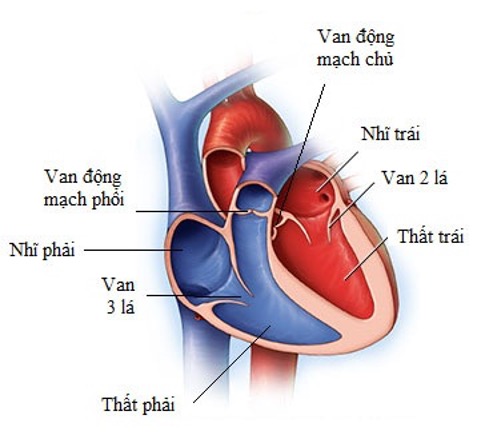 Van động
mạch chủ
Nhĩ trái
Van động
mạch phổi
Van 2 lá
Nhĩ phải
Thất trái
Van
3 lá
Thất phải